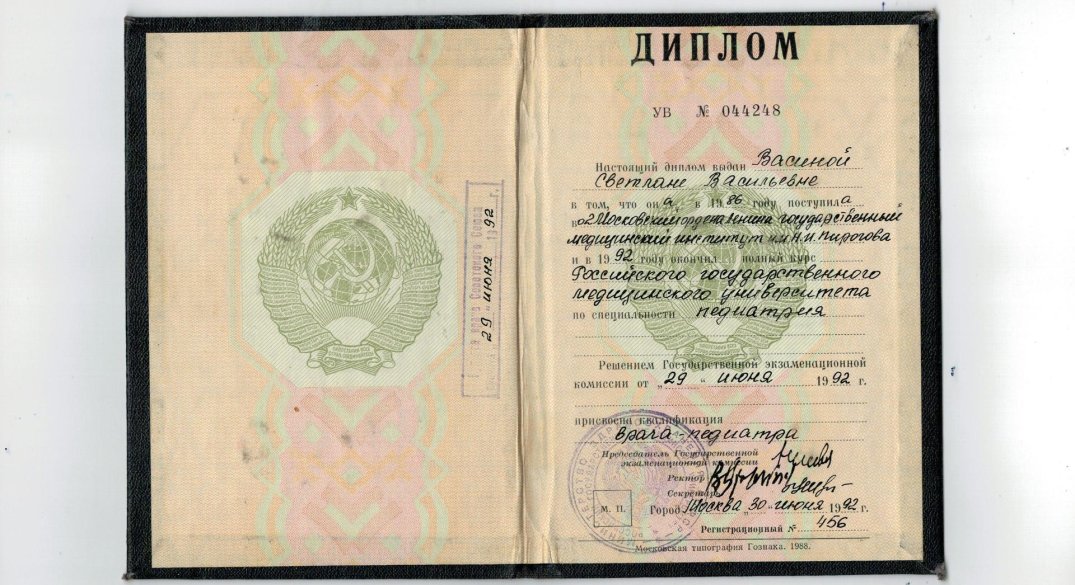 29 июня 1992 г.
ДИПЛОМ
УВ № 044248
Настоящий диплом выдан Васиной
Светлане Васильевне
в том, что он а в 1986 году поступил а
в 2 Московский ордена Ленина государственный
медицинский институт им Н.И. Пирогова
и в 1992 году окончил полный курс
Российского государственного
медицинского университета
по специальности педиатрия
Решением Государственной экзаменационной
комиссии от „29 “ июня 1992 г.
присвоена квалификация
врача-педиатра
Председатель Государственной
экзаменационной комиссии
Ректор
Секретарь
М. П.
Город Москва „30 “ июня 1992 г.
Регистрационный № 456
Московская типография Гознака. 1988.